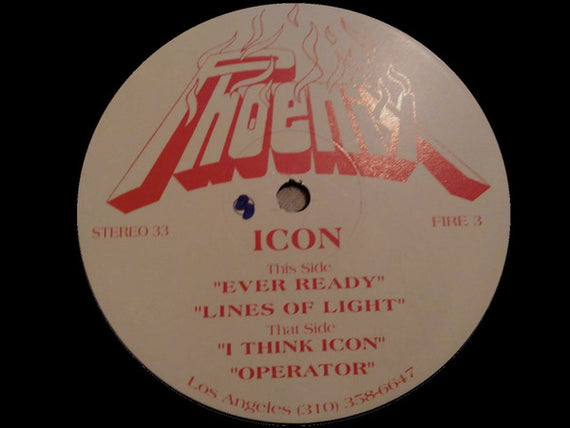 Phoenix
STEREO 33
FIRE 3
ICON
This Side
"EVER READY"
"LINES OF LIGHT"
That Side
"I THINK ICON"
"OPERATOR"
Los Angeles (310) 358-6647